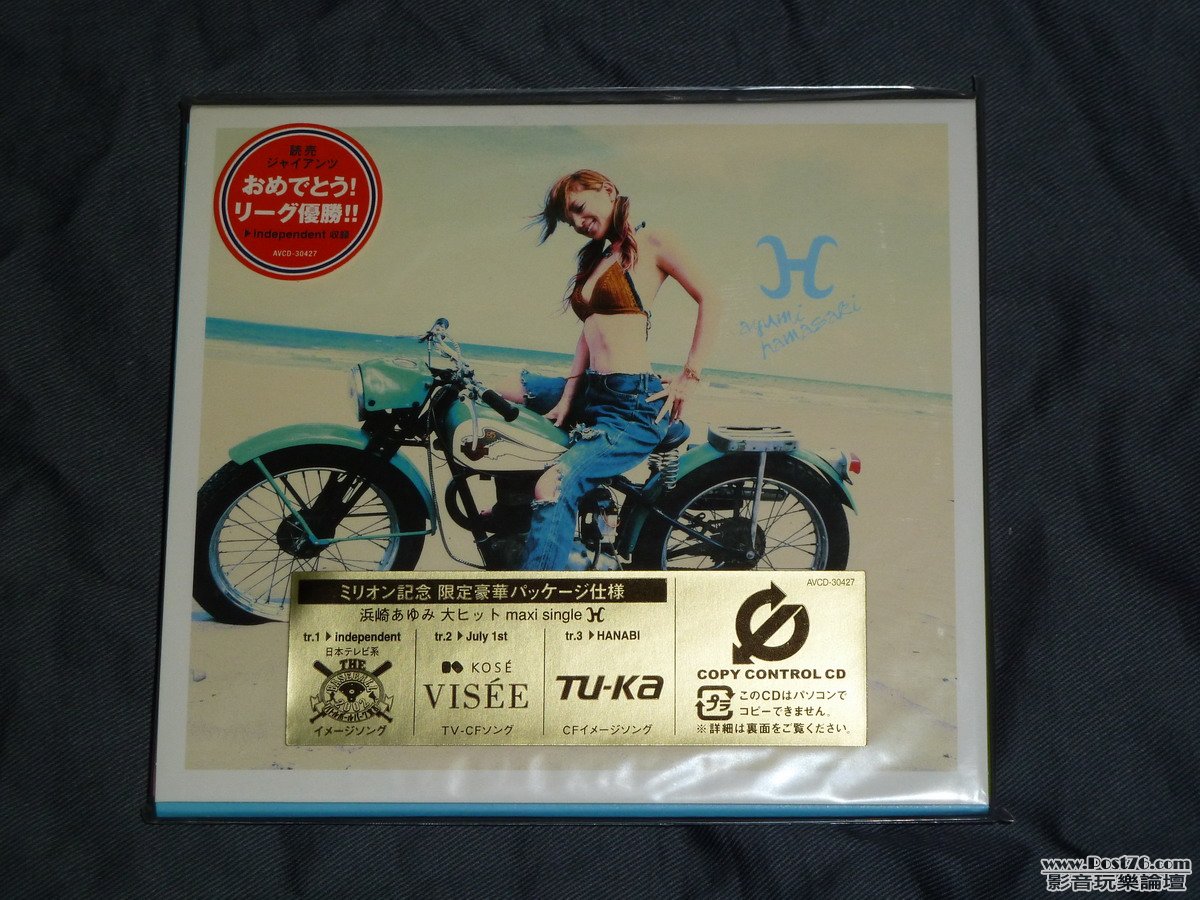 読売
ジャイアンツ
おめでとう!
リーグ優勝!!
▶independent 収録
AVCD-30427
H
ayumi
hamasaki
ミリオン記念 限定豪華パッケージ仕様
浜崎あゆみ 大ヒット maxi single H
AVCD-30427
tr.1 ▶ independent
日本テレビ系
THE
BASEBALL
2002
イメージソング
tr.2 ▶ July 1st
KOSÉ
VISÉE
TV-CFソング
tr.3 ▶ HANABI
TU-Ka
CFイメージソング
COPY CONTROL CD
プラ
このCDはパソコンで
コピーできません。
※詳細は裏面をご覧ください。
www.Post76.com
影音玩樂論壇